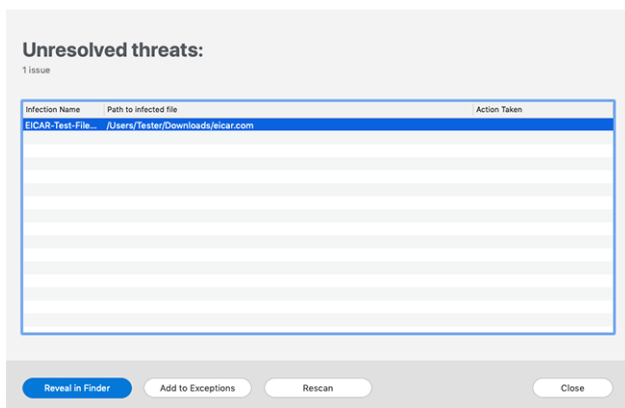 Unresolved threats:
1 issue
Infection Name Path to infected file Action Taken
EICAR-Test-File... /Users/Tester/Downloads/eicar.com
Reveal in Finder Add to Exceptions Rescan Close